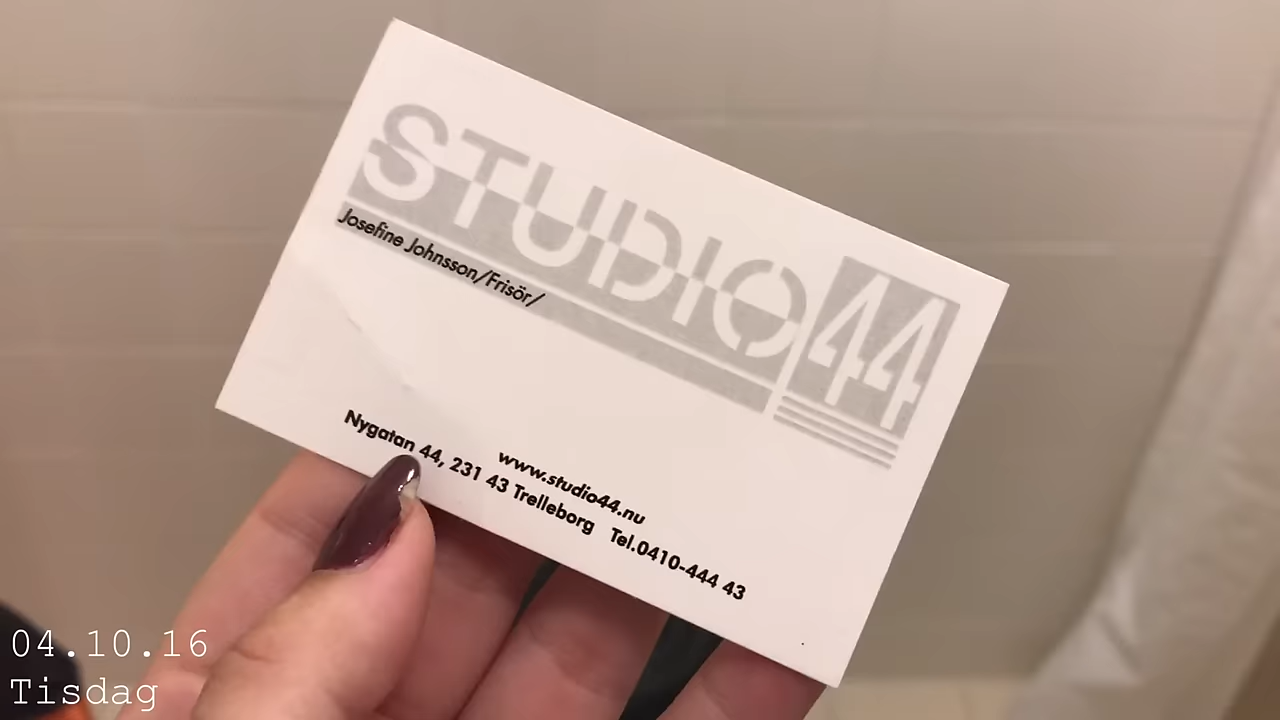 STUDIO 44
Josefine Johnsson/Frisör/
www.studio44.nu
Nygatan 44, 231 43 Trelleborg Tel.0410-444 43
04.10.16
Tisdag